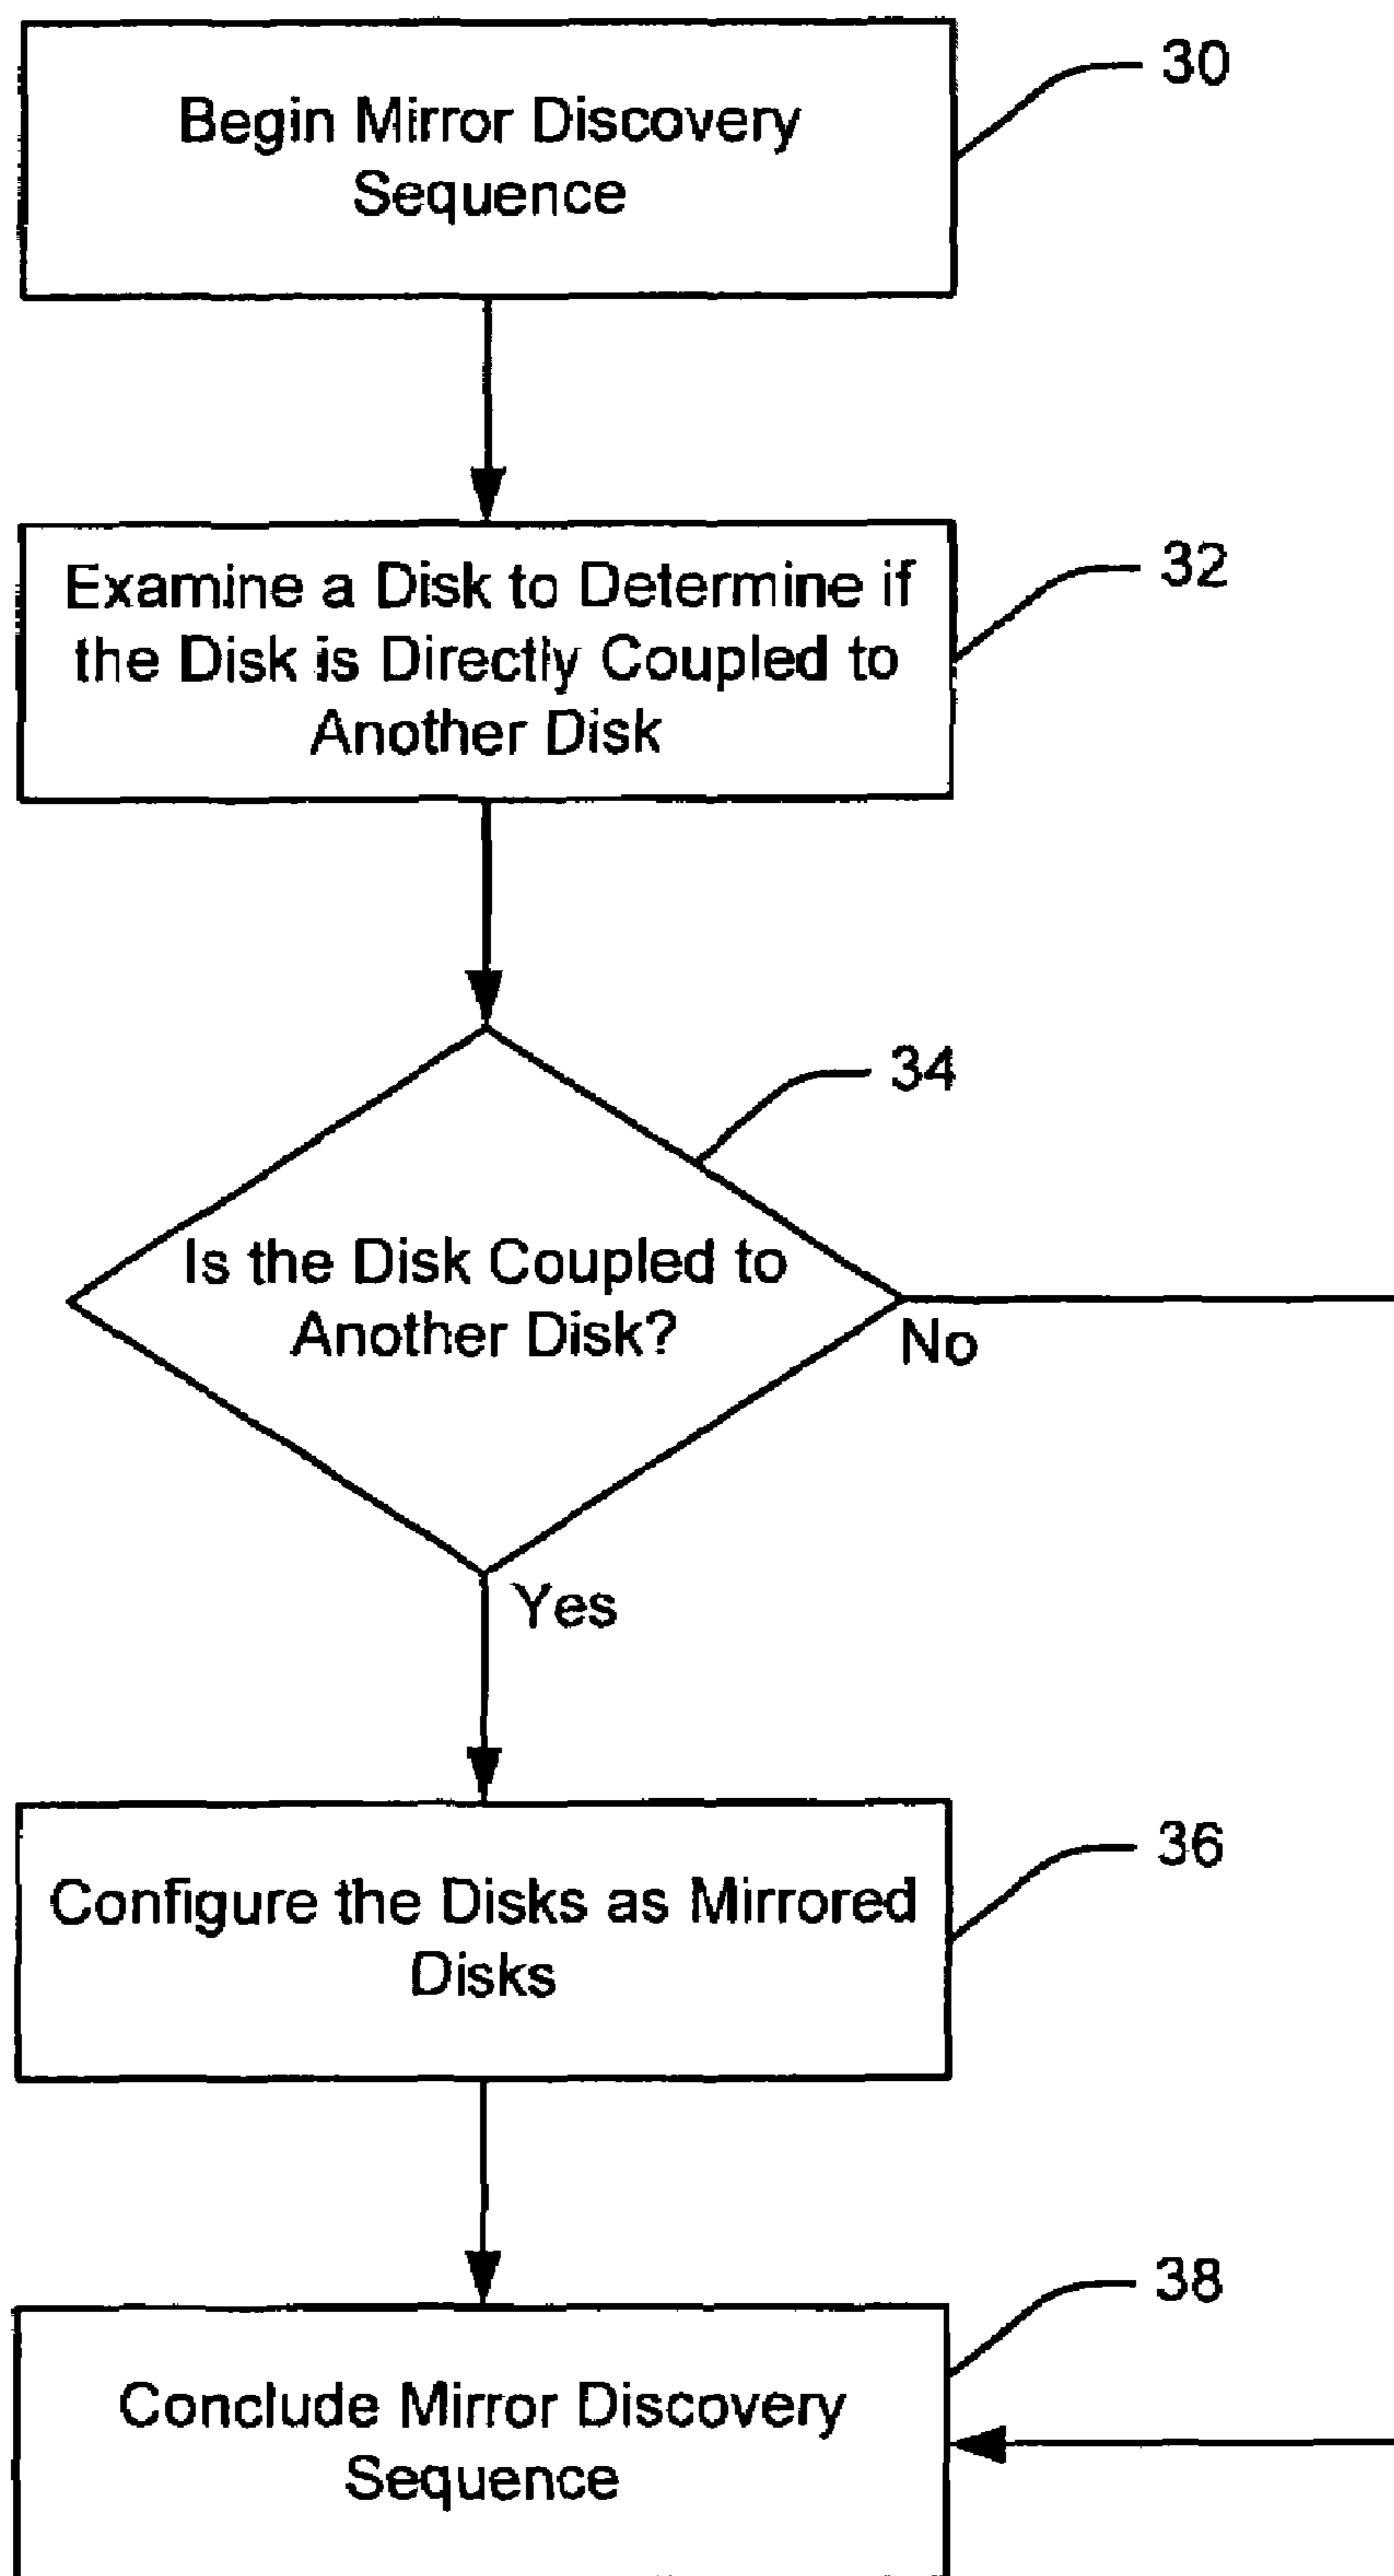 Begin Mirror Discovery
Sequence
30
Examine a Disk to Determine if
the Disk is Directly Coupled to
Another Disk
32
34
Is the Disk Coupled to
Another Disk?
No
Yes
Configure the Disks as Mirrored
Disks
36
38
Conclude Mirror Discovery
Sequence